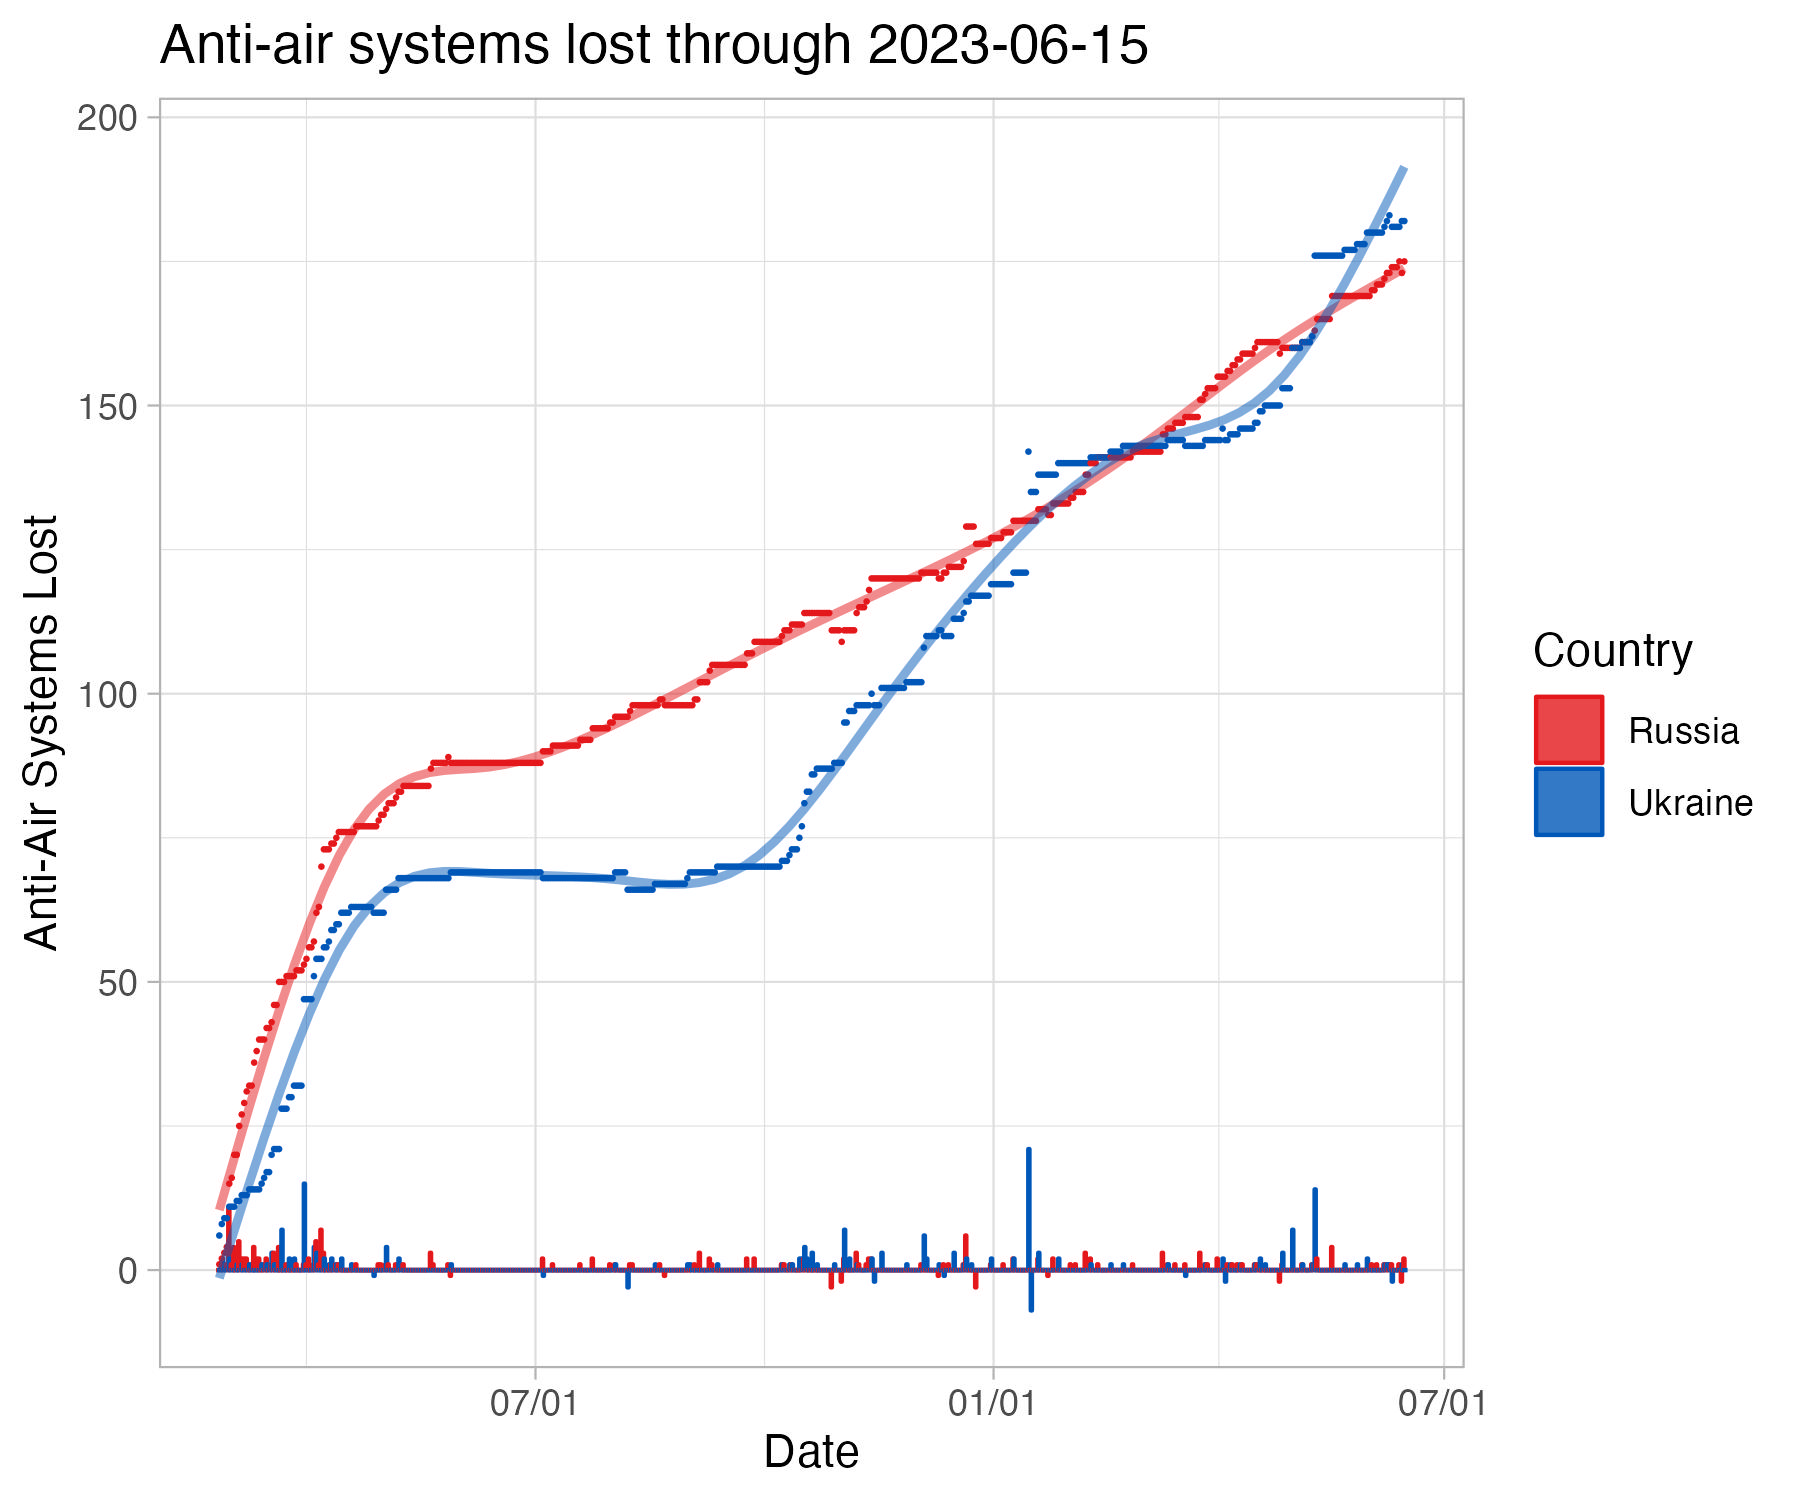 Anti-air systems lost through 2023-06-15
Anti-Air Systems Lost
200
150
100
50
0
07/01
01/01
07/01
Date
Country
Russia
Ukraine